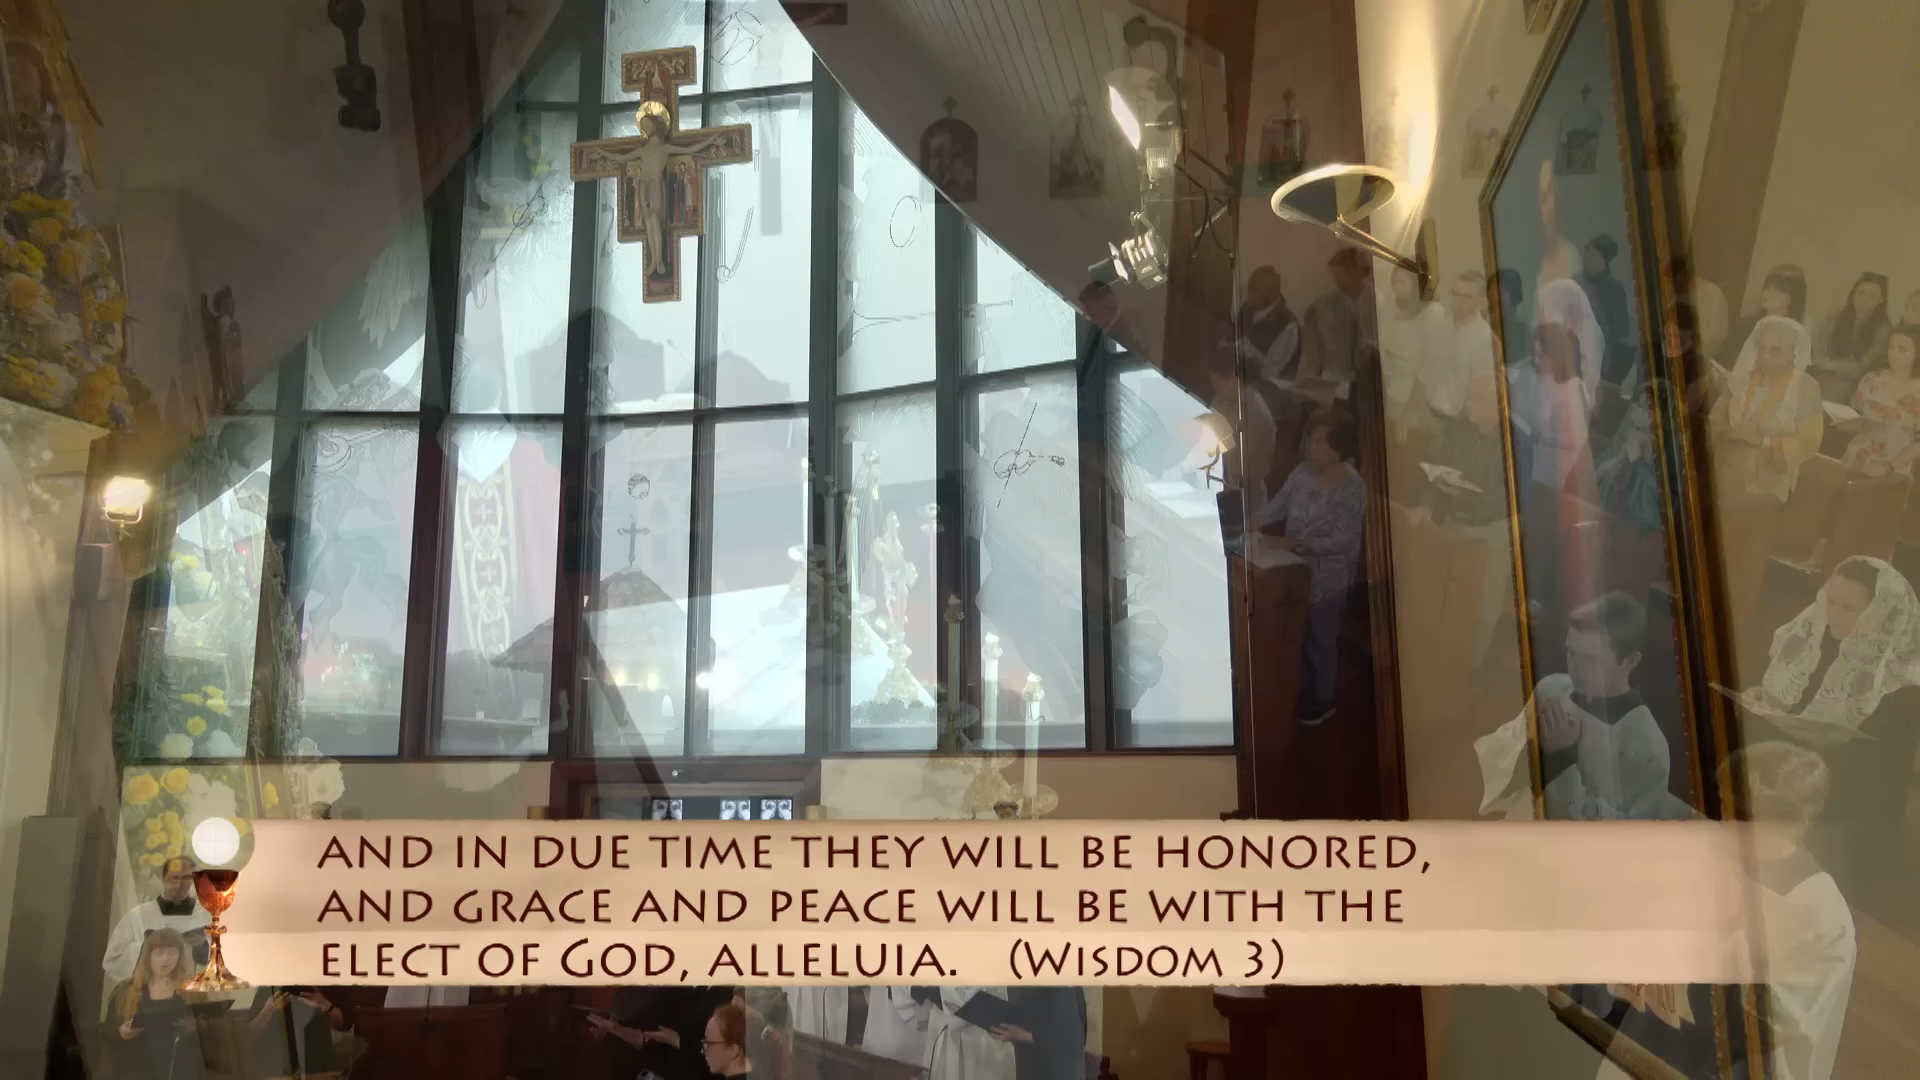 AND IN DUE TIME THEY WILL BE HONORED,
AND GRACE AND PEACE WILL BE WITH THE
ELECT OF GOD, ALLELUIA. (WISDOM 3)